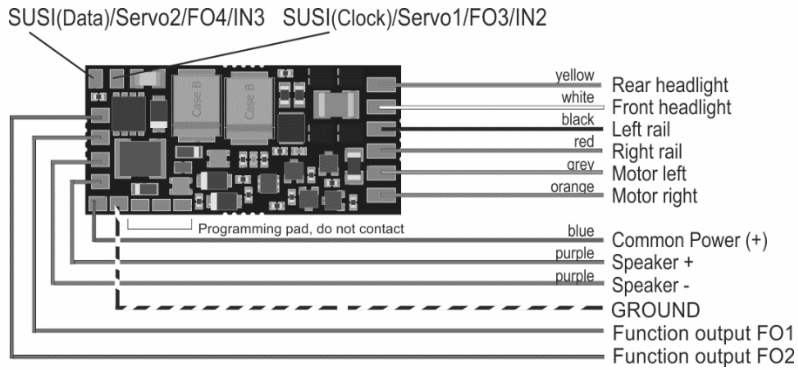 SUSI(Data)/Servo2/FO4/IN3 SUSI(Clock)/Servo1/FO3/IN2
Case B Case B
yellow Rear headlight
white Front headlight
black Left rail
red Right rail
grey Motor left
orange Motor right
Programming pad, do not contact
blue Common Power (+)
purple Speaker +
purple Speaker -
GROUND
Function output FO1
Function output FO2